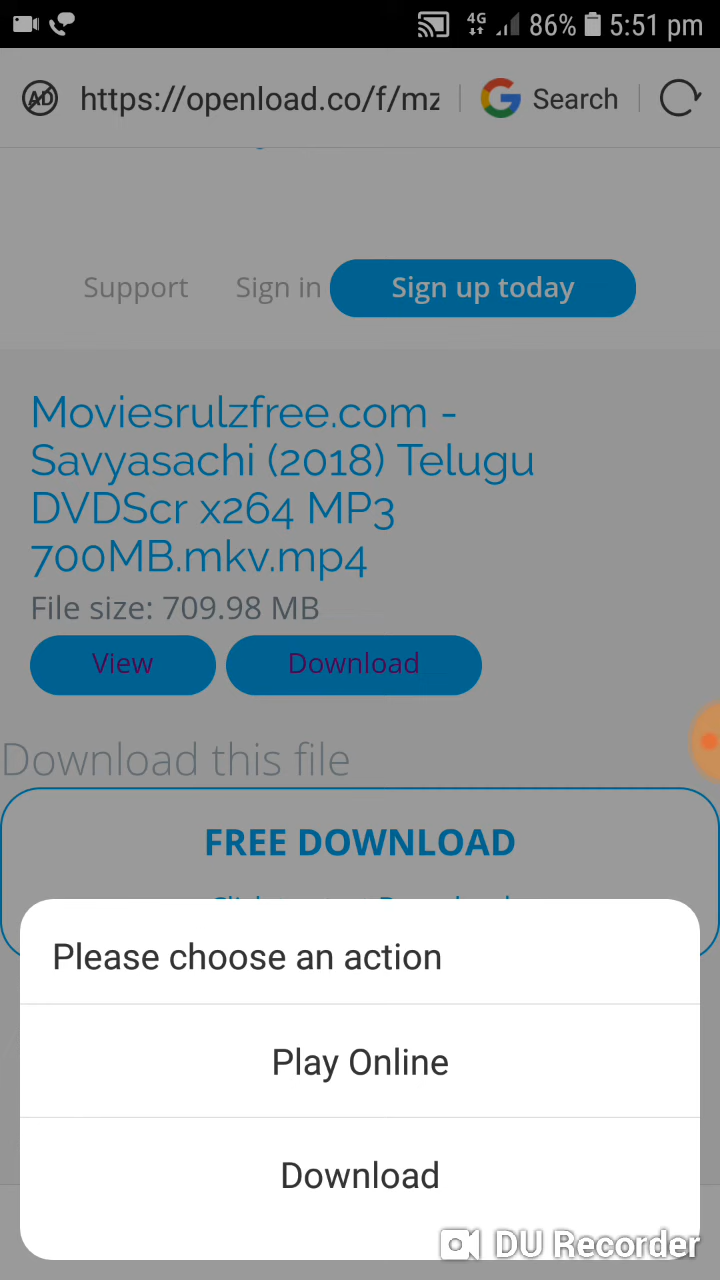 4G 86% 5:51 pm
AD https://openload.co/f/mz Search
Support Sign in Sign up today
Moviesrulzfree.com -
Savyasachi (2018) Telugu
DVDScr x264 MP3
700MB.mkv.mp4
File size: 709.98 MB
View Download
Download this file
FREE DOWNLOAD
Please choose an action
Play Online
Download
DU Recorder